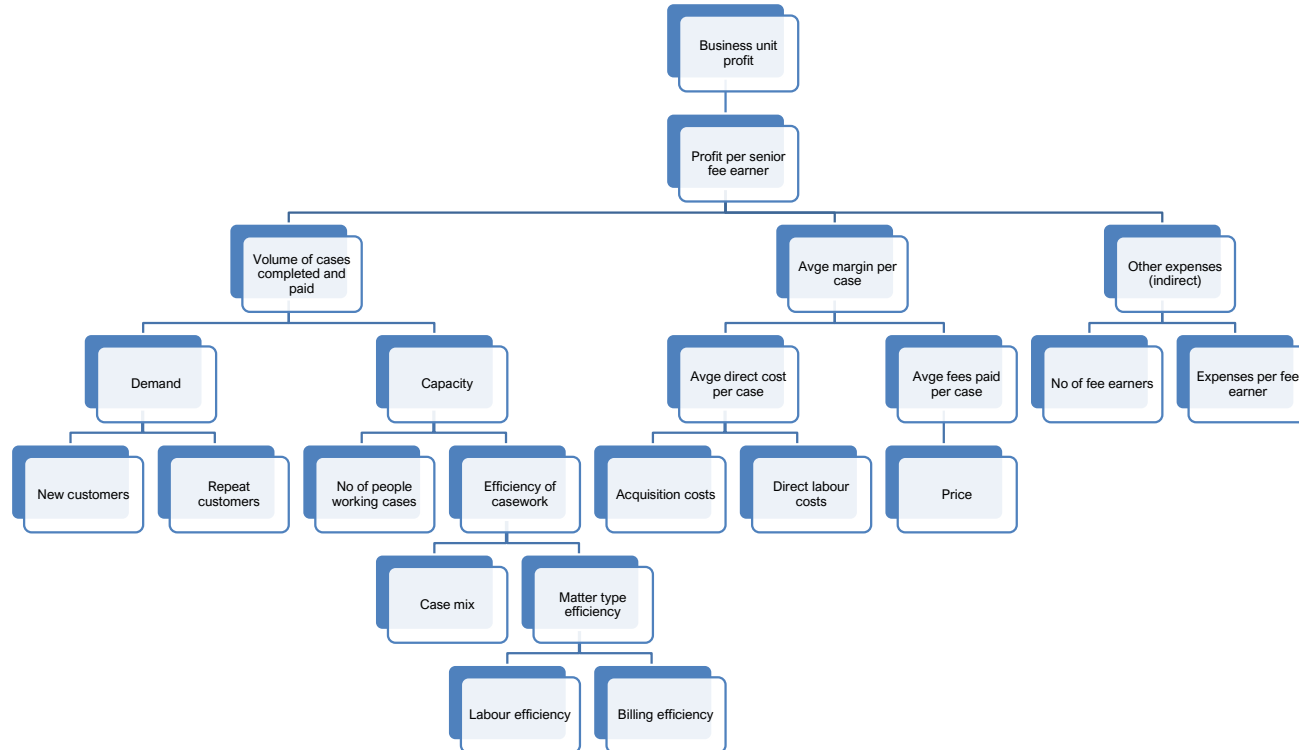 Business unit
profit
Profit per senior
fee earner
Volume of cases
completed and
paid
Avge margin per
case
Other expenses
(indirect)
Demand
Capacity
Avge direct cost
per case
Avge fees paid
per case
No of fee earners
Expenses per fee
earner
New customers
Repeat
customers
No of people
working cases
Efficiency of
casework
Acquisition costs
Direct labour
costs
Price
Case mix
Matter type
efficiency
Labour efficiency
Billing efficiency